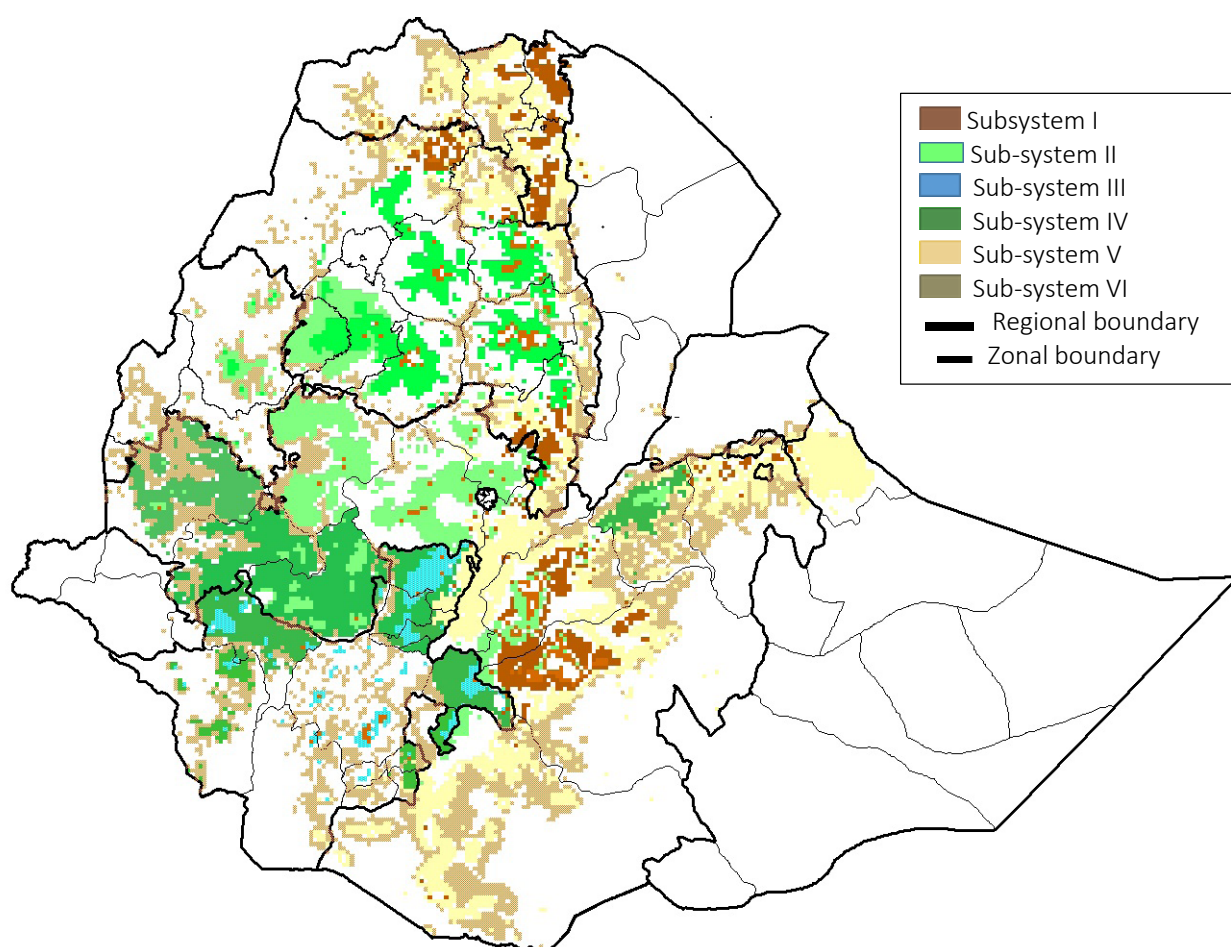 Subsystem I
Sub-system II
Sub-system III
Sub-system IV
Sub-system V
Sub-system VI
Regional boundary
Zonal boundary